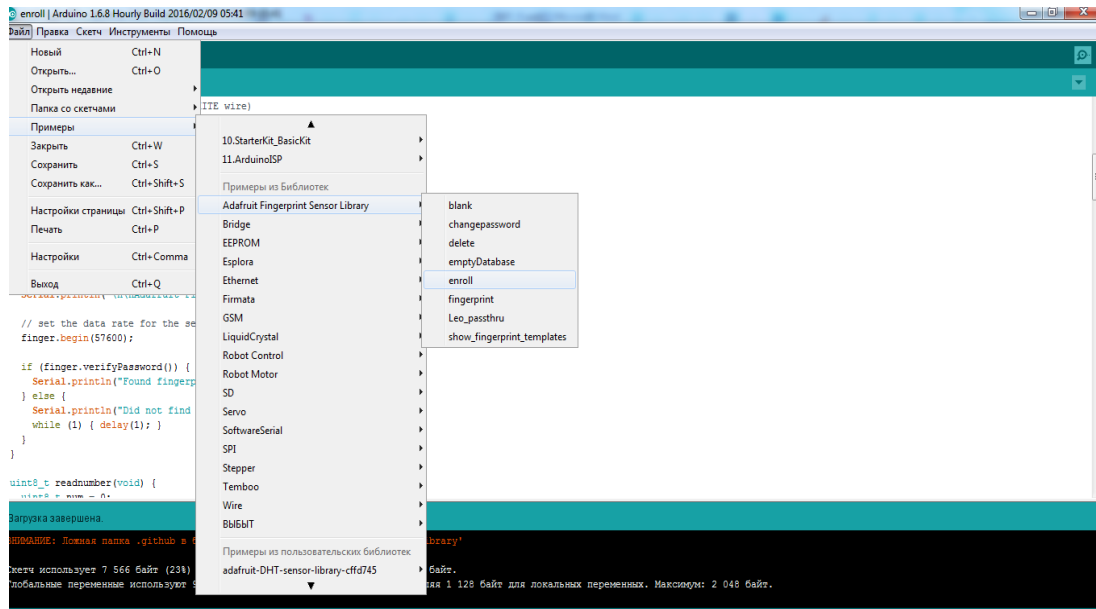 enroll | Arduino 1.6.8 Hourly Build 2016/02/09 05:41
Файл Правка Скетч Инструменты Помощь
Новый Ctrl+N
Открыть... Ctrl+O
Открыть недавние
Папка со скетчами
Примеры
Закрыть Ctrl+W
Сохранить Ctrl+S
Сохранить как... Ctrl+Shift+S
Настройки страницы Ctrl+Shift+P
Печать Ctrl+P
Настройки Ctrl+Comma
Выход Ctrl+Q
ITE wire)
10.StarterKit_BasicKit
11.ArduinoISP
Примеры из Библиотек
Adafruit Fingerprint Sensor Library
Bridge
EEPROM
Esplora
Ethernet
Firmata
GSM
LiquidCrystal
Robot Control
Robot Motor
SD
Servo
SoftwareSerial
SPI
Stepper
Temboo
Wire
ВЫБЫТ
Примеры из пользовательских библиотек
adafruit-DHT-sensor-library-cffd745
blank
changepassword
delete
emptyDatabase
enroll
fingerprint
Leo_passthru
show_fingerprint_templates
// set the data rate for the se
finger.begin(57600);
if (finger.verifyPassword()) {
Serial.println("Found fingerp
} else {
Serial.println("Did not find
while (1) { delay(1); }
}
}
uint8_t readnumber(void) {
uint8_t num = 0;
Загрузка завершена.
ВНИМАНИЕ: Ложная папка .github в б brary'
Скетч использует 7 566 байт (23%) байт.
Глобальные переменные используют 9 яя 1 128 байт для локальных переменных. Максимум: 2 048 байт.